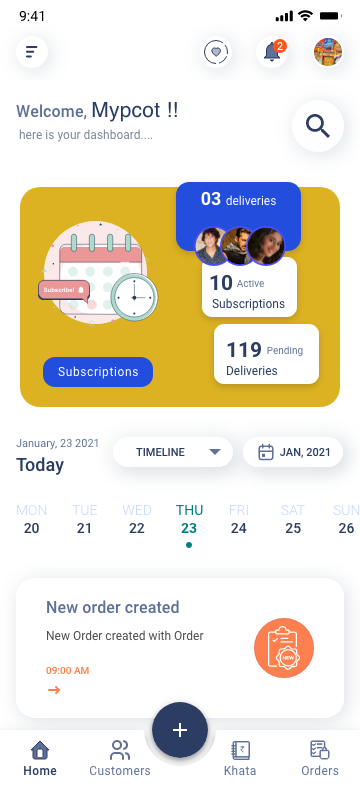 9:41
2
Welcome, Mypcot !!
here is your dashboard....
03 deliveries
10 Active
Subscriptions
Subscribe!
119 Pending
Deliveries
Subscriptions
January, 23 2021
Today
TIMELINE
JAN, 2021
MON TUE WED THU FRI SAT SUN
20 21 22 23 24 25 26
New order created
New Order created with Order
NEW
09:00 AM
Home Customers Khata Orders